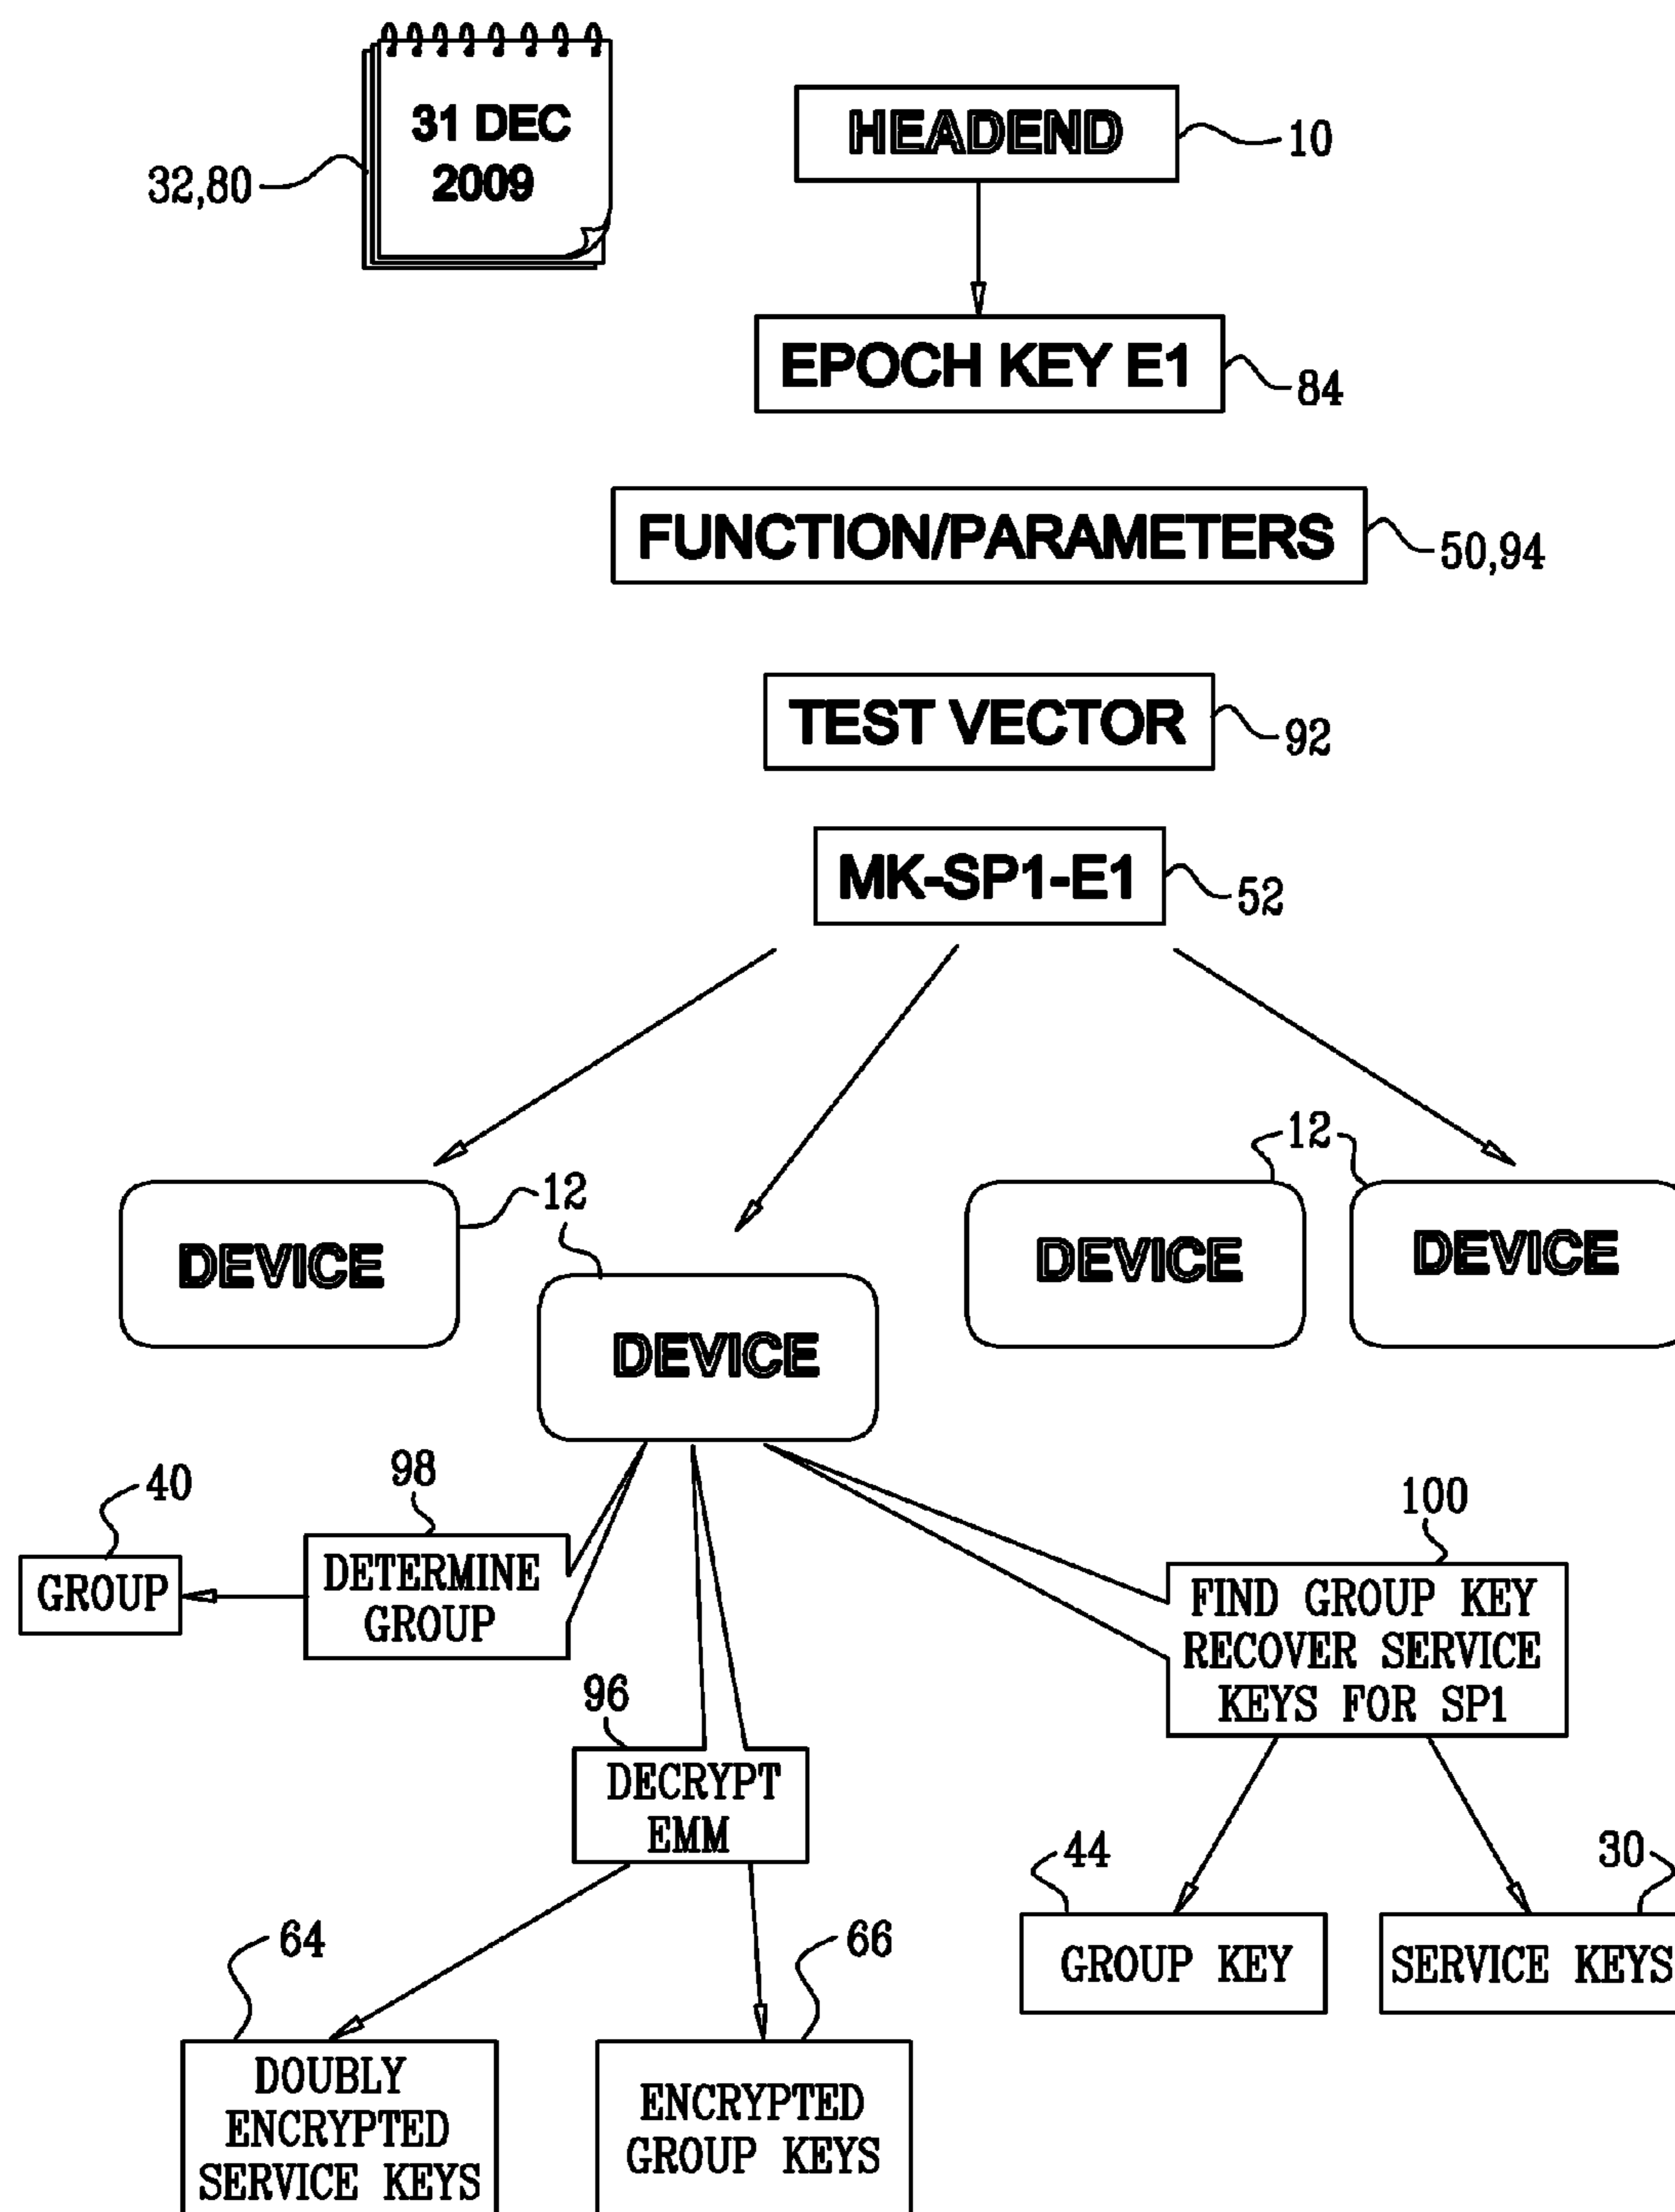 31 DEC
2009
32,80
HEADEND
10
EPOCH KEY E1
84
FUNCTION/PARAMETERS
50,94
TEST VECTOR
92
MK-SP1-E1
52
12
12
DEVICE
DEVICE
DEVICE
DEVICE
40
98
100
GROUP
DETERMINE
GROUP
FIND GROUP KEY
RECOVER SERVICE
KEYS FOR SP1
96
DECRYPT
EMM
44
30
GROUP KEY
SERVICE KEYS
64
66
DOUBLY
ENCRYPTED
SERVICE KEYS
ENCRYPTED
GROUP KEYS